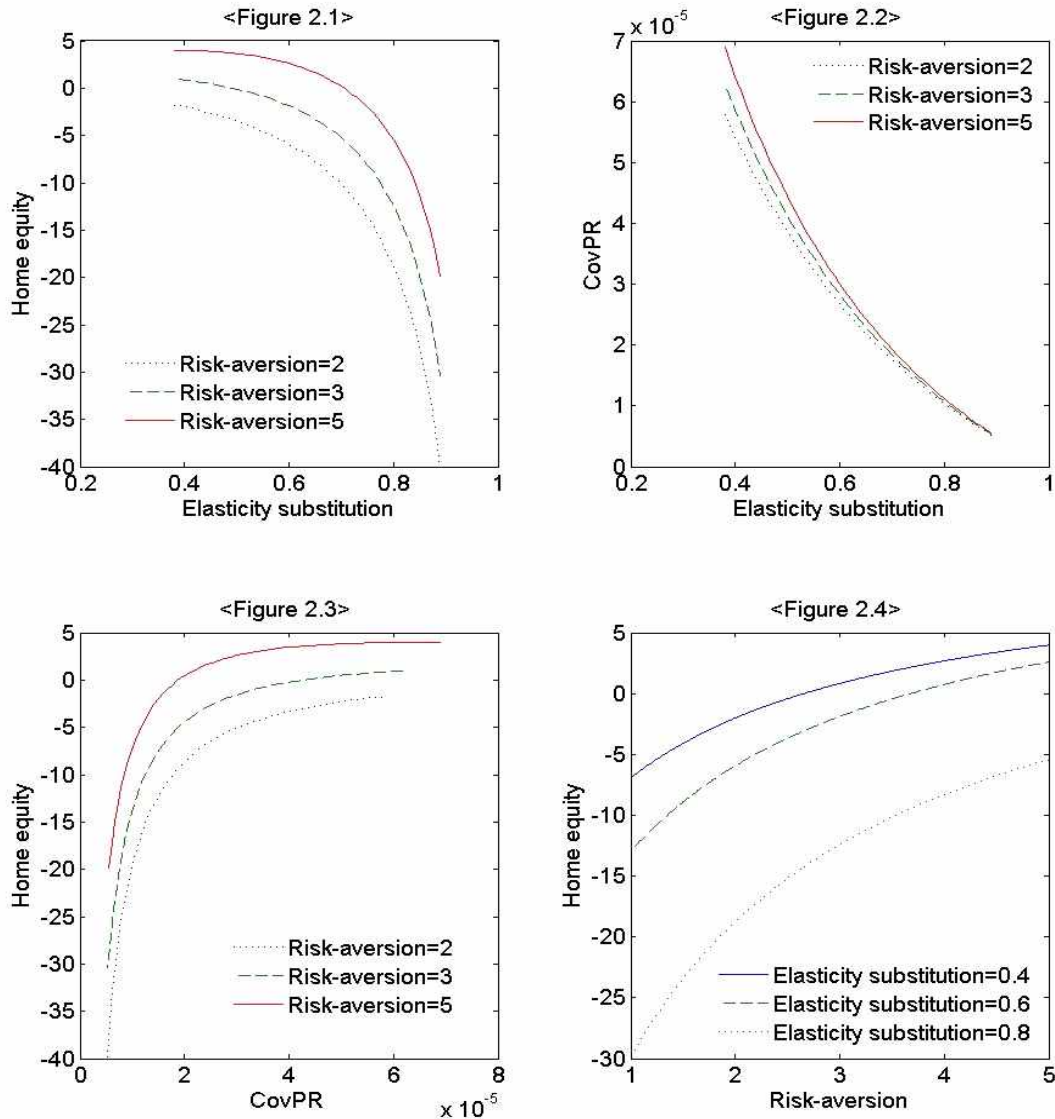 <Figure 2.1>
5
0
-5
-10
-15
-20
-25
-30
-35
-40
Home equity
Risk-aversion=2
Risk-aversion=3
Risk-aversion=5
0.2 0.4 0.6 0.8 1
Elasticity substitution
<Figure 2.2>
x 10^-5
7
6
5
4
3
2
1
0
CovPR
Risk-aversion=2
Risk-aversion=3
Risk-aversion=5
0.2 0.4 0.6 0.8 1
Elasticity substitution
<Figure 2.3>
5
0
-5
-10
-15
-20
-25
-30
-35
-40
Home equity
Risk-aversion=2
Risk-aversion=3
Risk-aversion=5
0 2 4 6 8
CovPR
x 10^-5
<Figure 2.4>
5
0
-5
-10
-15
-20
-25
-30
Home equity
Elasticity substitution=0.4
Elasticity substitution=0.6
Elasticity substitution=0.8
1 2 3 4 5
Risk-aversion